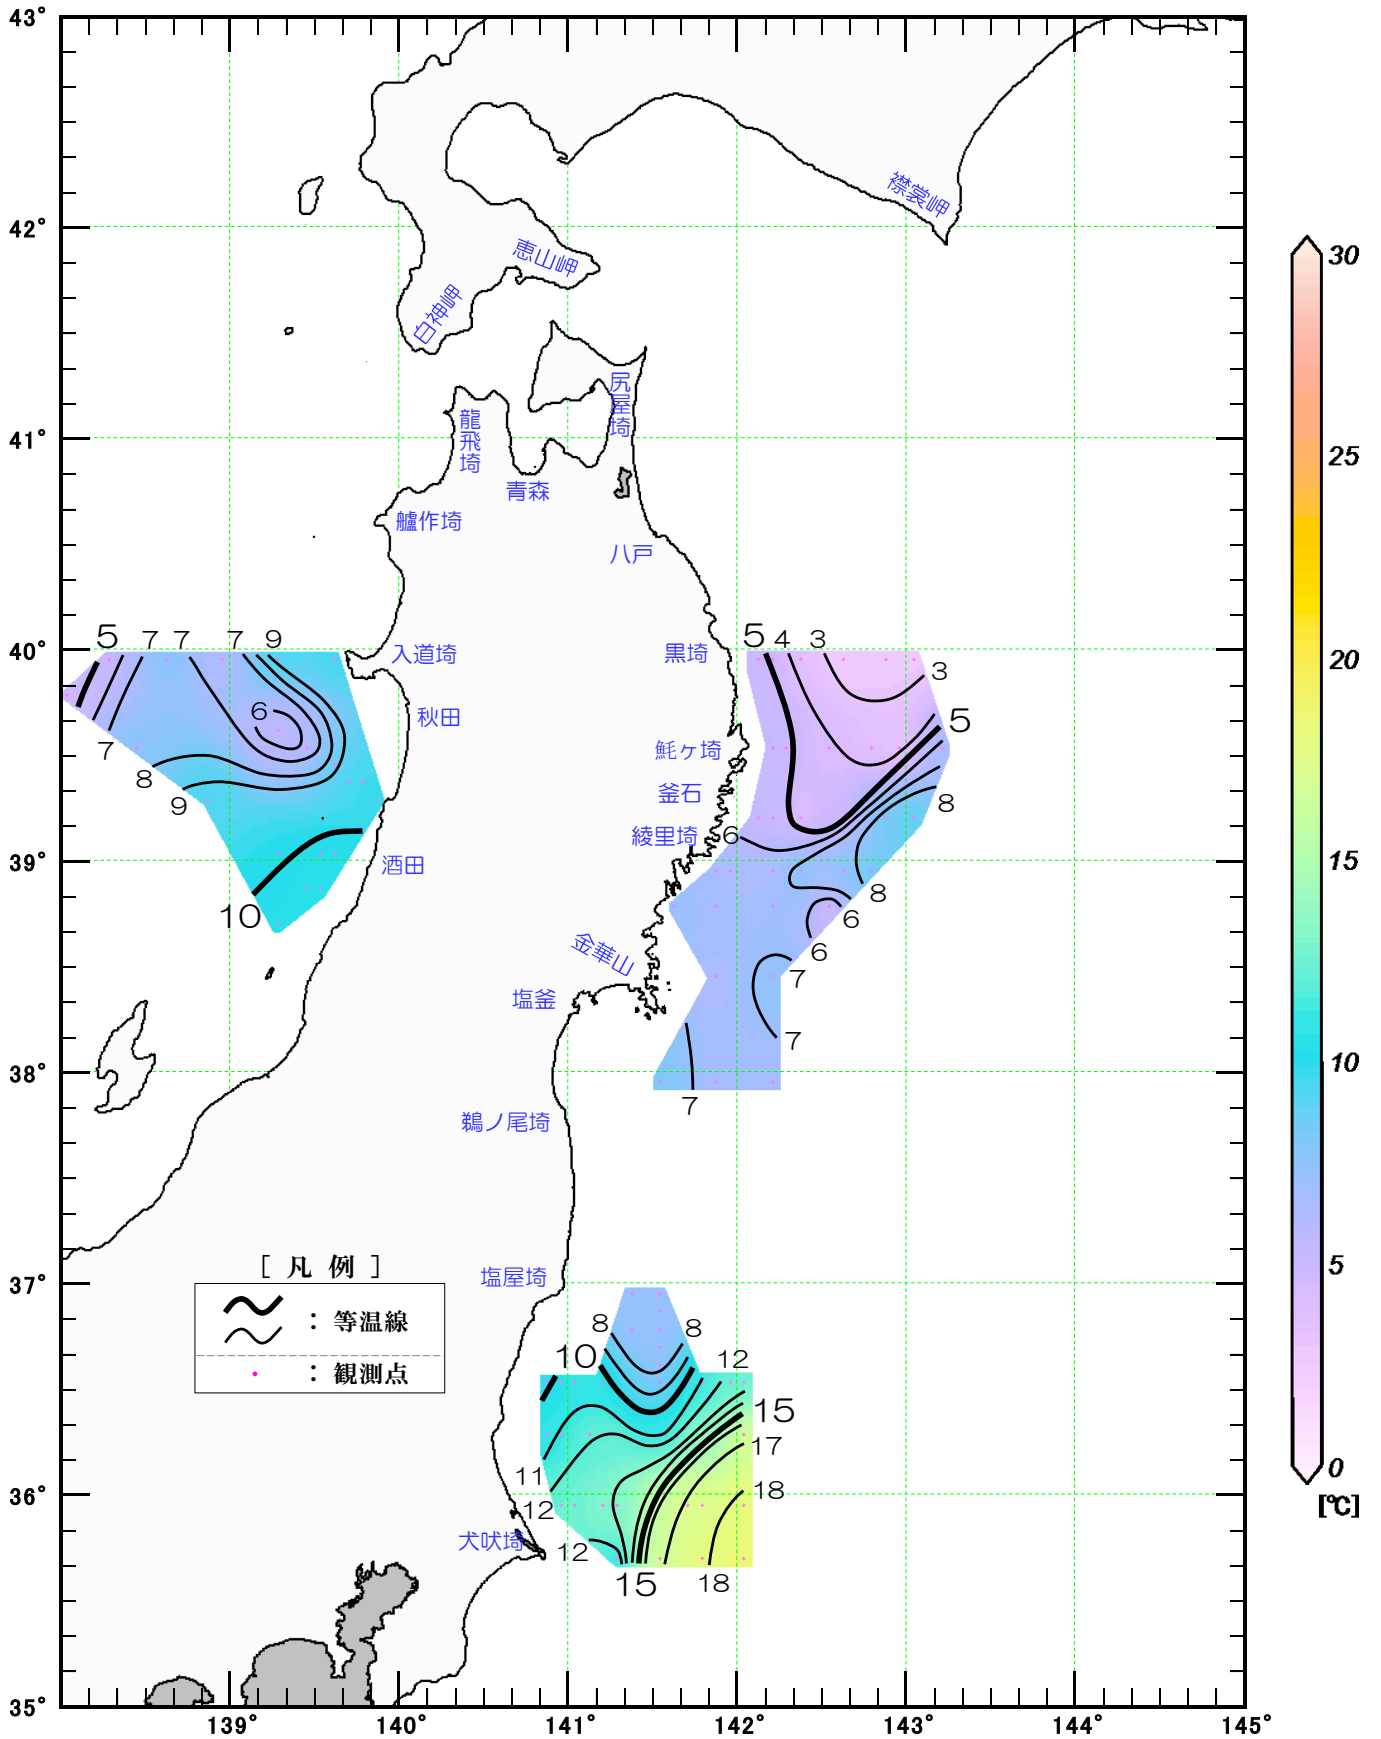 43°
42°
41°
40°
39°
38°
37°
36°
35°
139°
140°
141°
142°
143°
144°
145°
襟裳岬
恵山岬
白神岬
尻屋埼
龍飛埼
青森
艫作埼
八戸
入道埼
黒埼
秋田
魹ヶ埼
釜石
綾里埼
酒田
金華山
塩釜
鵜ノ尾埼
塩屋埼
犬吠埼
5 7 7 7 9
6
7
8
9
10
5 4 3
3
5
8
6
8
6
6
7
7
7
8 8
10 12
15
17
11
18
12
12
15 18
[ 凡 例 ]
: 等温線
: 観測点
30
25
20
15
10
5
0
[℃]